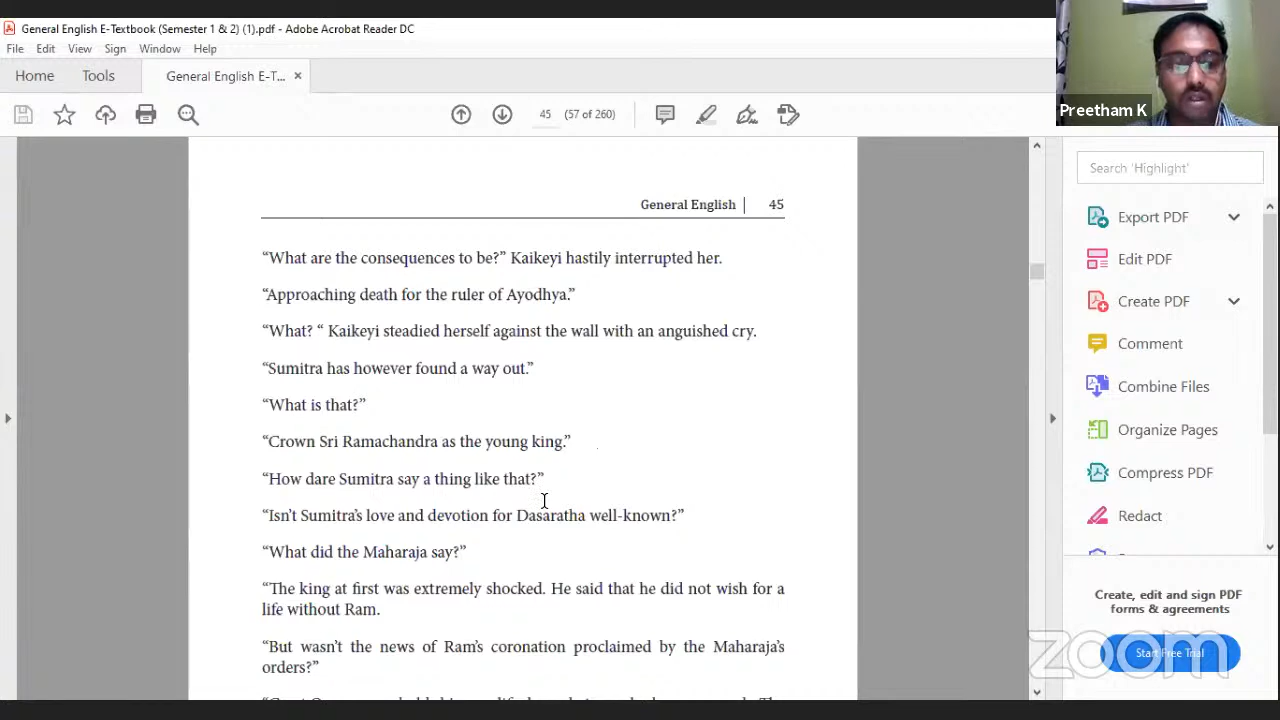 General English E-Textbook (Semester 1 & 2) (1).pdf - Adobe Acrobat Reader DC
File Edit View Sign Window Help
Home Tools General English E-T... ×
45 (57 of 260)
Preetham K
Search 'Highlight'
Export PDF
Edit PDF
Create PDF
Comment
Combine Files
Organize Pages
Compress PDF
Redact
Create, edit and sign PDF
forms & agreements
Start Free Trial
zoom
General English | 45
“What are the consequences to be?” Kaikeyi hastily interrupted her.
“Approaching death for the ruler of Ayodhya.”
“What? “ Kaikeyi steadied herself against the wall with an anguished cry.
“Sumitra has however found a way out.”
“What is that?”
“Crown Sri Ramachandra as the young king.”
“How dare Sumitra say a thing like that?”
“Isn’t Sumitra’s love and devotion for Dasaratha well-known?”
“What did the Maharaja say?”
“The king at first was extremely shocked. He said that he did not wish for a
life without Ram.
“But wasn’t the news of Ram’s coronation proclaimed by the Maharaja’s
orders?”